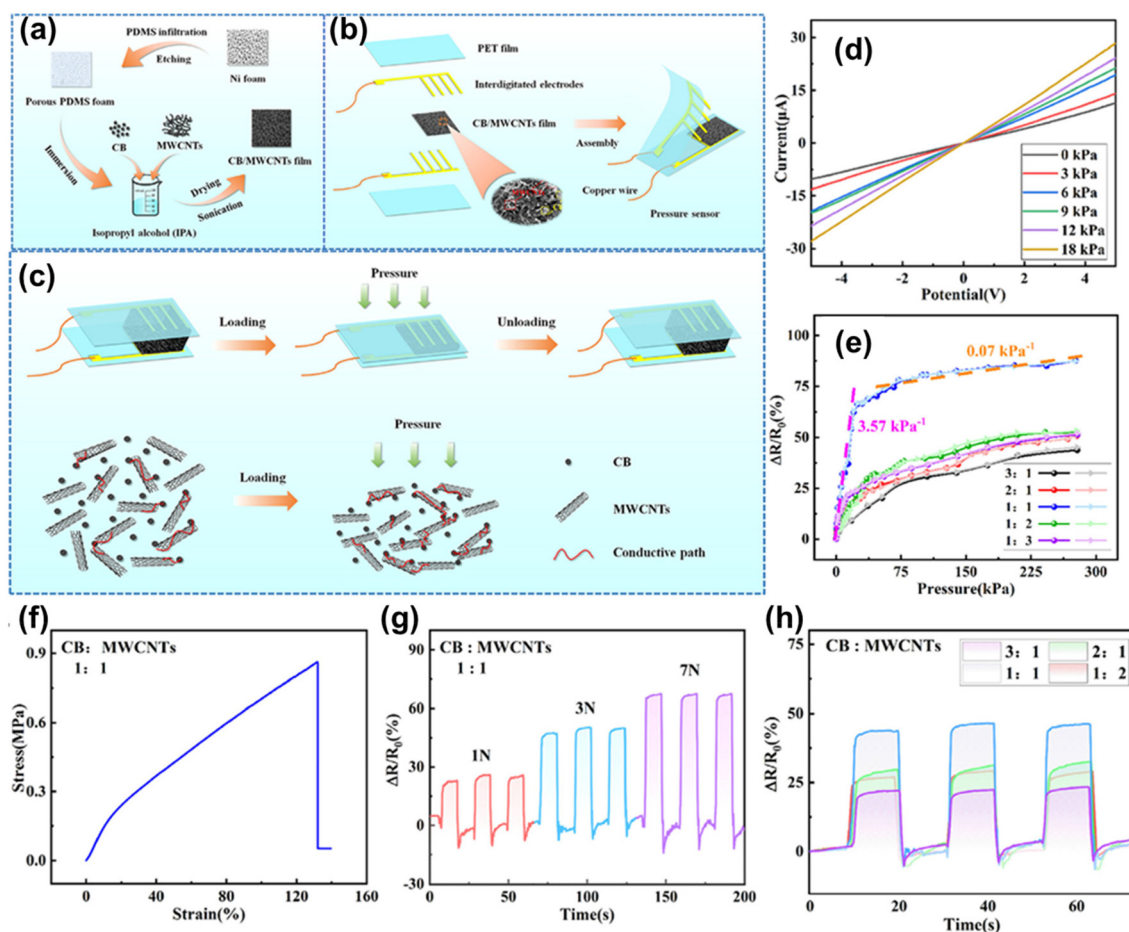 (a)
PDMS infiltration
Etching
Ni foam
Porous PDMS foam
CB
MWCNTs
CB/MWCNTs film
Immersion
Drying
Sonication
Isopropyl alcohol (IPA)
(b)
PET film
Interdigitated electrodes
CB/MWCNTs film
Assembly
Copper wire
Pressure sensor
(c)
Pressure
Loading
Unloading
Pressure
Loading
CB
MWCNTs
Conductive path
(d)
Current(μA)
30
15
0
-15
-30
0 kPa
3 kPa
6 kPa
9 kPa
12 kPa
18 kPa
-4 -2 0 2 4
Potential(V)
(e)
ΔR/R0(%)
100
75
50
25
0
0.07 kPa-1
3.57 kPa-1
3: 1
2: 1
1: 1
1: 2
1: 3
0 75 150 225 300
Pressure(kPa)
(f)
CB: MWCNTs
1: 1
Stress(MPa)
0.9
0.6
0.3
0.0
0 40 80 120 160
Strain(%)
(g)
CB : MWCNTs
1 : 1
1N
3N
7N
ΔR/R0(%)
90
60
30
0
-30
0 50 100 150 200
Time(s)
(h)
CB : MWCNTs
3: 1
2: 1
1: 1
1: 2
ΔR/R0(%)
75
50
25
0
0 20 40 60
Time(s)